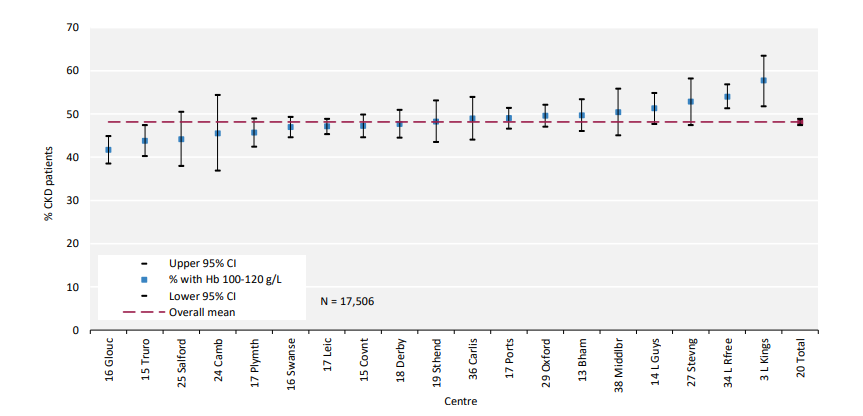 70
60
50
40
30
20
10
0
% CKD patients
Upper 95% CI
% with Hb 100-120 g/L
Lower 95% CI
Overall mean
N = 17,506
16 Glouc
15 Truro
25 Salford
24 Camb
17 Plymth
16 Swanse
17 Leic
15 Covnt
18 Derby
19 Sthend
36 Carlis
17 Ports
29 Oxford
13 Bham
38 Middlbr
14 L Guys
27 Stevng
34 L Rfree
3 L Kings
20 Total
Centre